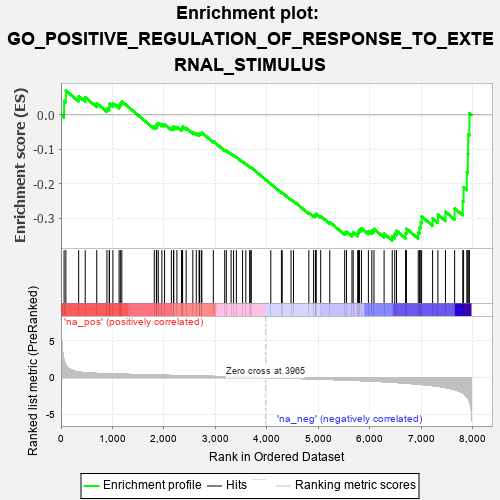 Enrichment plot:
GO_POSITIVE_REGULATION_OF_RESPONSE_TO_EXTE
RNAL_STIMULUS
Enrichment score (ES)
0.0
-0.1
-0.2
-0.3
'na_pos' (positively correlated)
Ranked list metric (PreRanked)
5
0
-5
Zero cross at 3965
'na_neg' (negatively correlated)
0 1,000 2,000 3,000 4,000 5,000 6,000 7,000 8,000
Rank in Ordered Dataset
Enrichment profile Hits Ranking metric scores